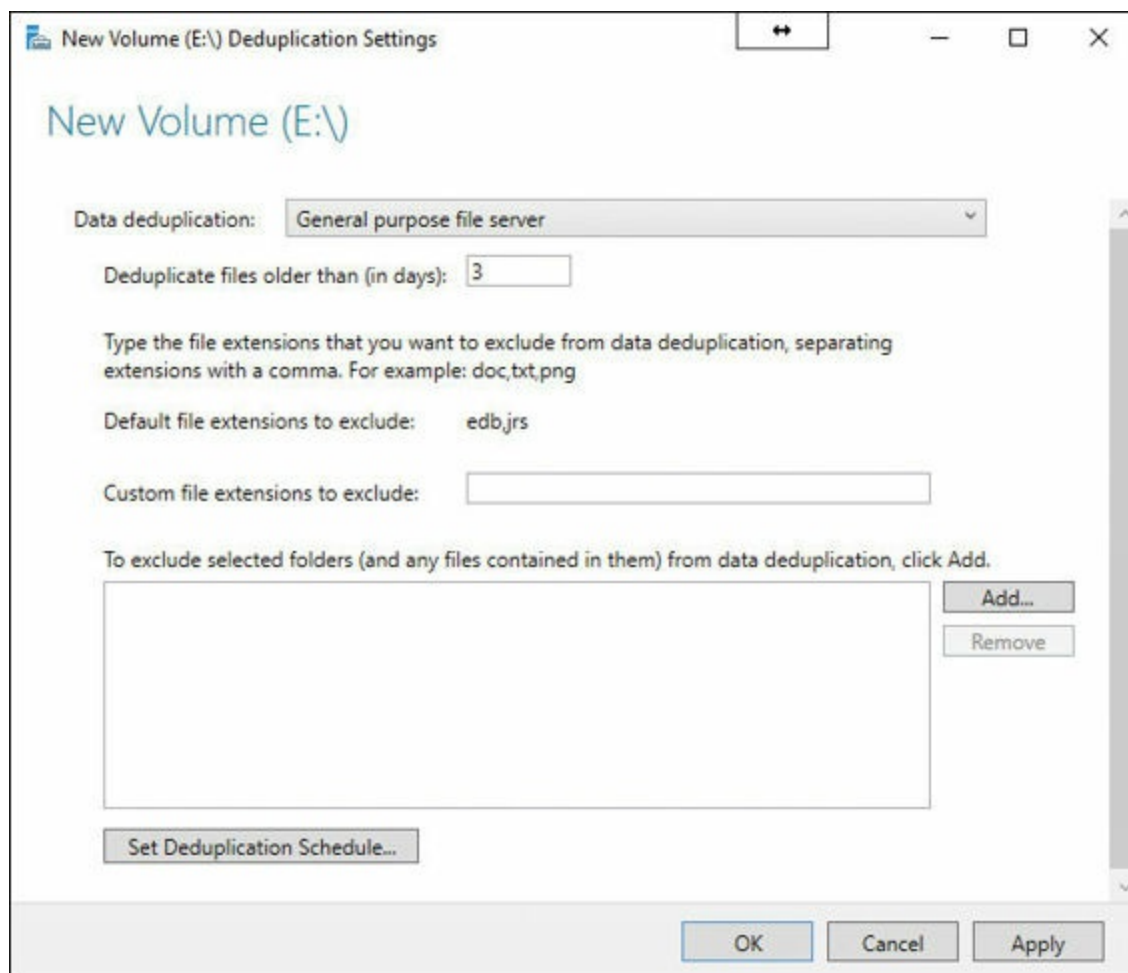 New Volume (E:\) Deduplication Settings
New Volume (E:\)
Data deduplication: General purpose file server
Deduplicate files older than (in days): 3
Type the file extensions that you want to exclude from data deduplication, separating
extensions with a comma. For example: doc,txt,png
Default file extensions to exclude: edb,jrs
Custom file extensions to exclude:
To exclude selected folders (and any files contained in them) from data deduplication, click Add.
Add...
Remove
Set Deduplication Schedule...
OK Cancel Apply